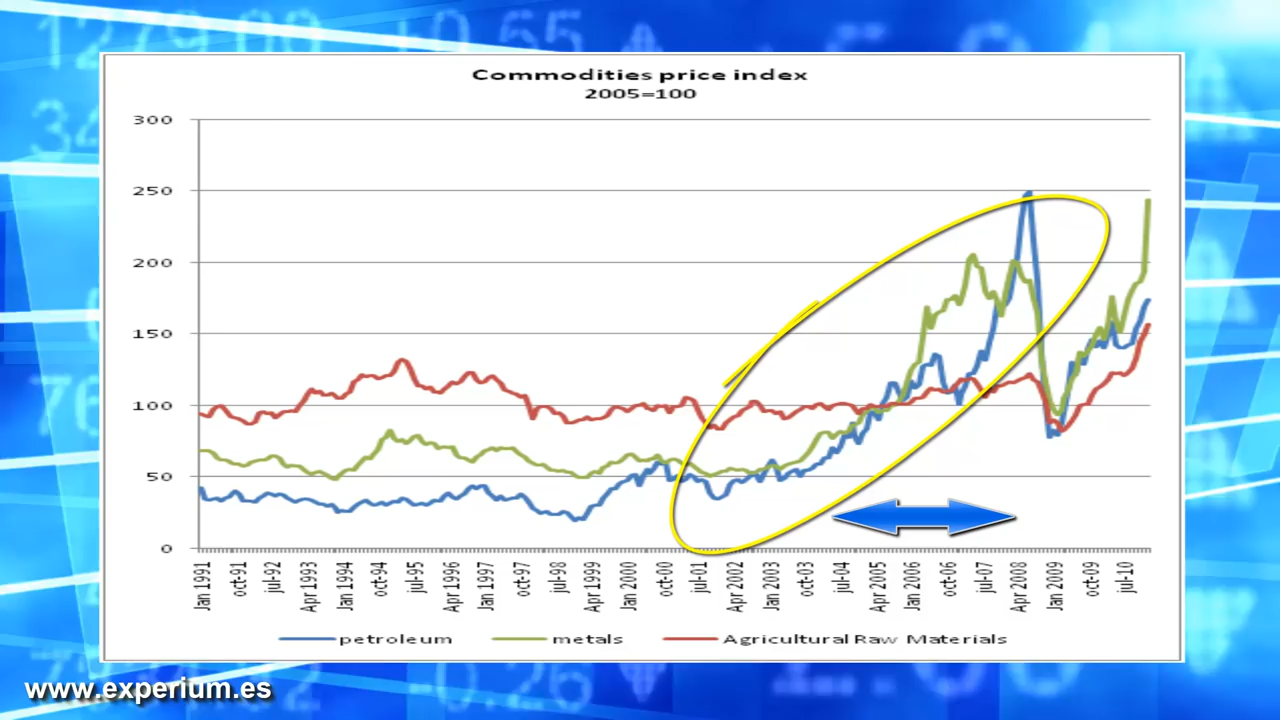 Commodities price index
2005=100
300
250
200
150
100
50
0
Jan 1991
oct-91
jul-92
Apr 1993
Jan 1994
oct-94
jul-95
Apr 1996
Jan 1997
oct-97
jul-98
Apr 1999
Jan 2000
oct-00
jul-01
Apr 2002
Jan 2003
oct-03
jul-04
Apr 2005
Jan 2006
oct-06
jul-07
Apr 2008
Jan 2009
oct-09
jul-10
petroleum metals Agricultural Raw Materials
www.experium.es